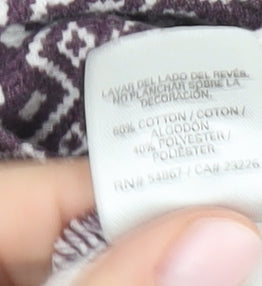 LAVAR DEL LADO DEL REVÉS.
NI PLANCHAR SOBRE LA
DECORACIÓN.
60% COTTON / COTON /
ALGODÓN
40% POLYESTER /
POLIÉSTER
RN# 54867 / CA# 23226